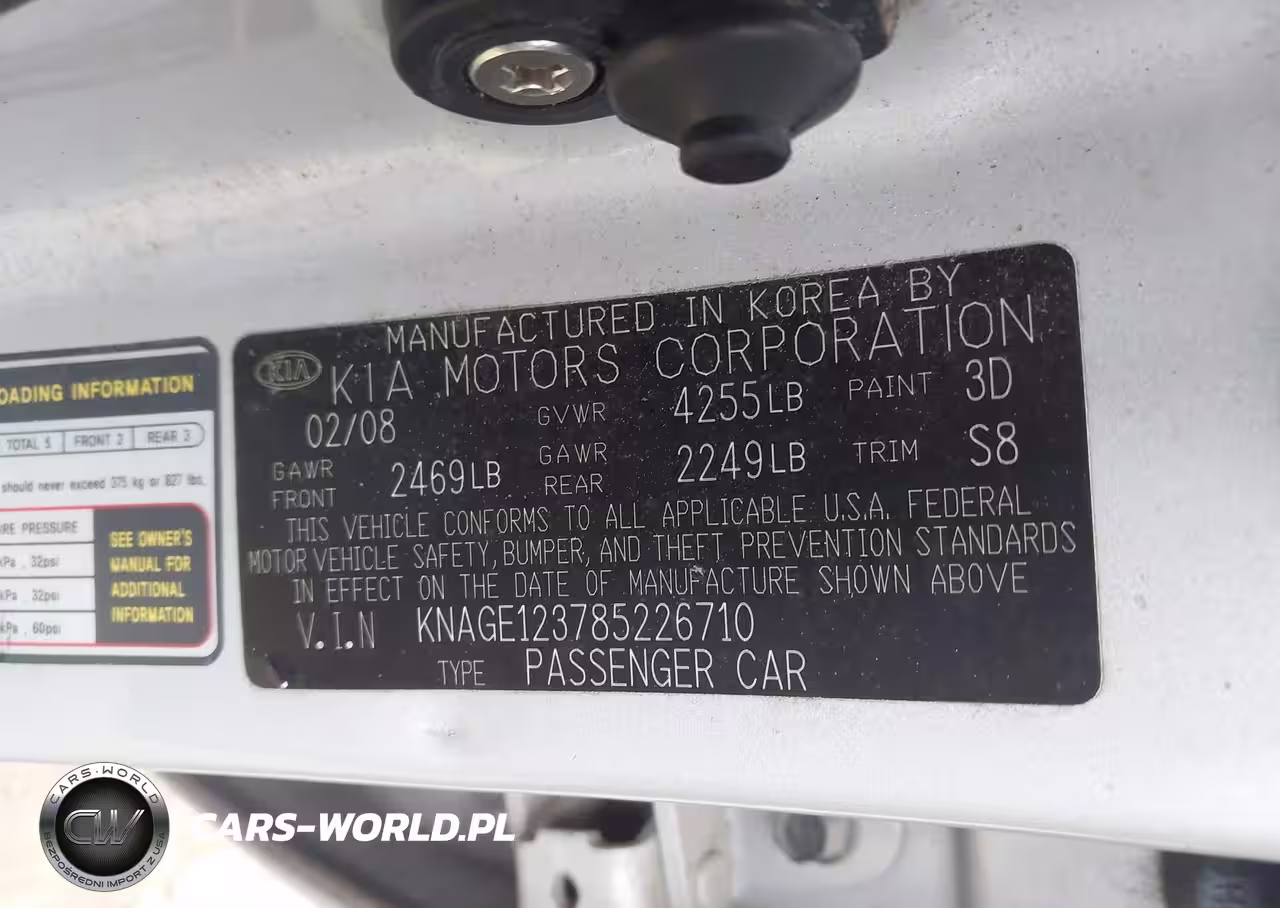 MANUFACTURED IN KOREA BY
KIA KIA MOTORS CORPORATION
02/08 GVWR 4255LB PAINT 3D
GAWR FRONT 2469LB GAWR REAR 2249LB TRIM S8
THIS VEHICLE CONFORMS TO ALL APPLICABLE U.S.A. FEDERAL
MOTOR VEHICLE SAFETY, BUMPER, AND THEFT PREVENTION STANDARDS
IN EFFECT ON THE DATE OF MANUFACTURE SHOWN ABOVE
V.I.N KNAGE123785226710
TYPE PASSENGER CAR
OADING INFORMATION
TOTAL 5 FRONT 2 REAR 3
should never exceed 375 kg or 827 lbs.
RE PRESSURE
kPa, 32psi
kPa, 32psi
kPa, 60psi
SEE OWNER'S
MANUAL FOR
ADDITIONAL
INFORMATION
CARS-WORLD
CW
BEZPOŚREDNI IMPORT Z USA
CARS-WORLD.PL